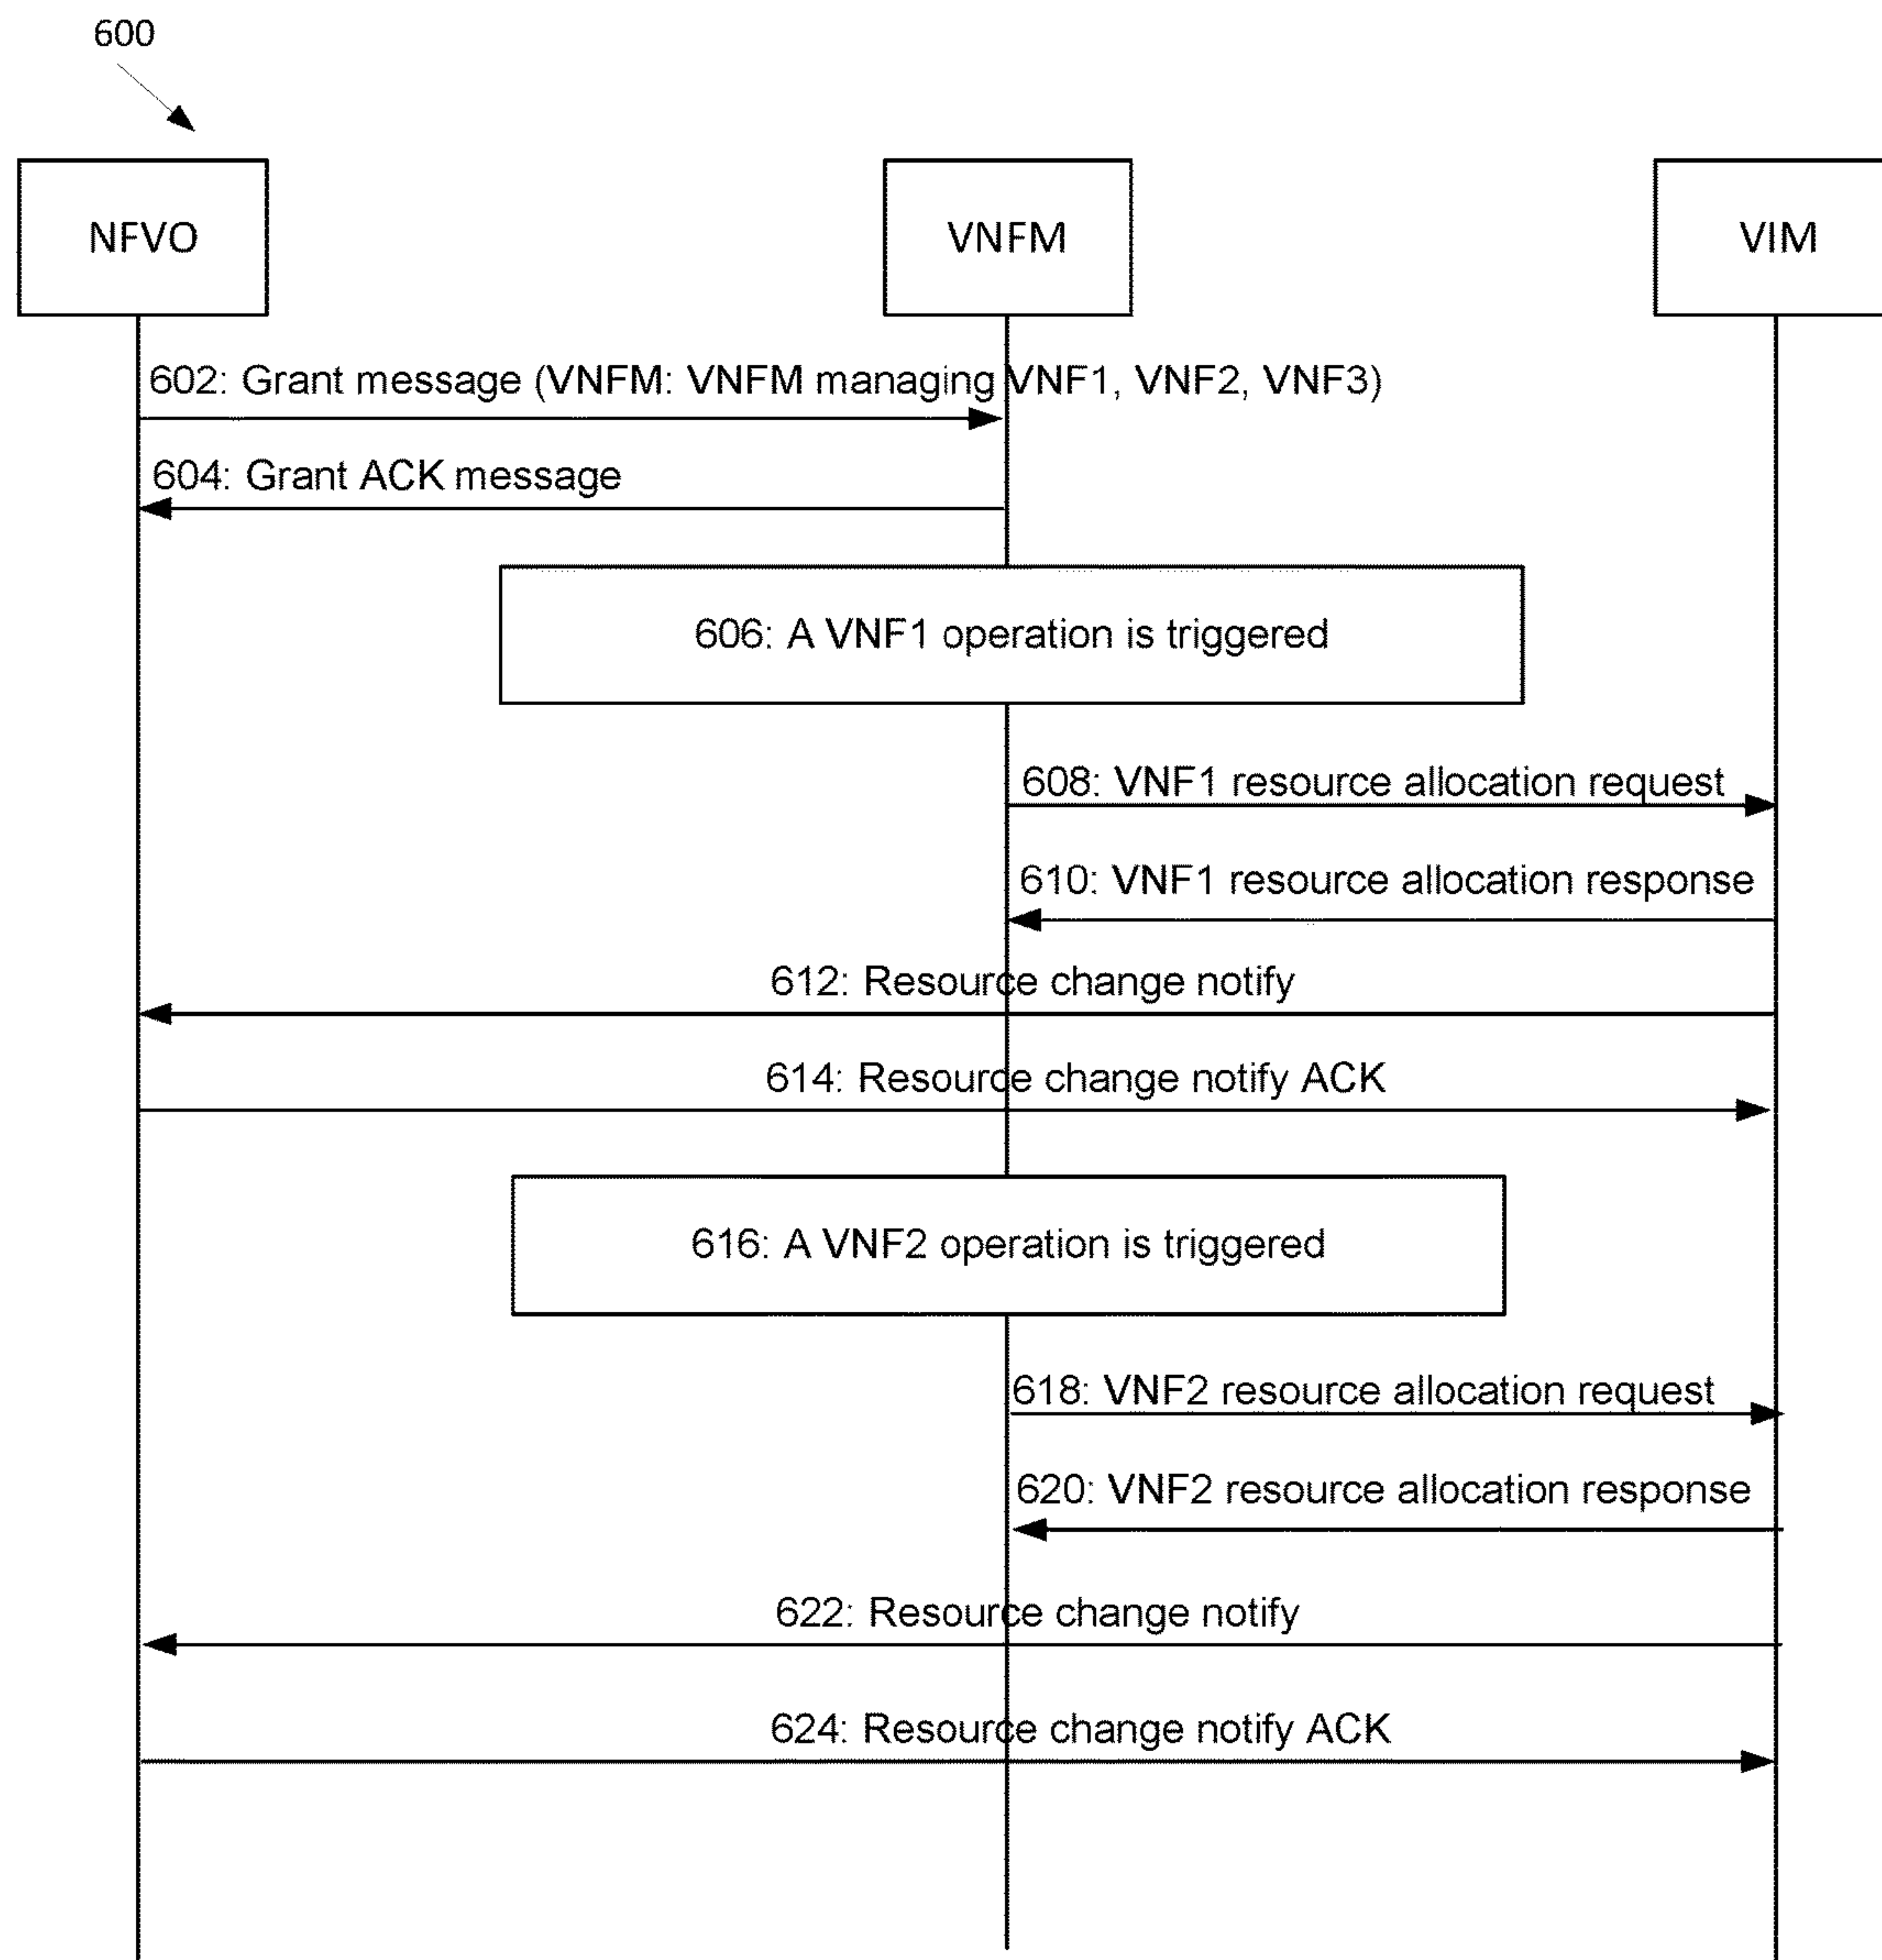 600
NFVO
VNFM
VIM
602: Grant message (VNFM: VNFM managing VNF1, VNF2, VNF3)
604: Grant ACK message
606: A VNF1 operation is triggered
608: VNF1 resource allocation request
610: VNF1 resource allocation response
612: Resource change notify
614: Resource change notify ACK
616: A VNF2 operation is triggered
618: VNF2 resource allocation request
620: VNF2 resource allocation response
622: Resource change notify
624: Resource change notify ACK